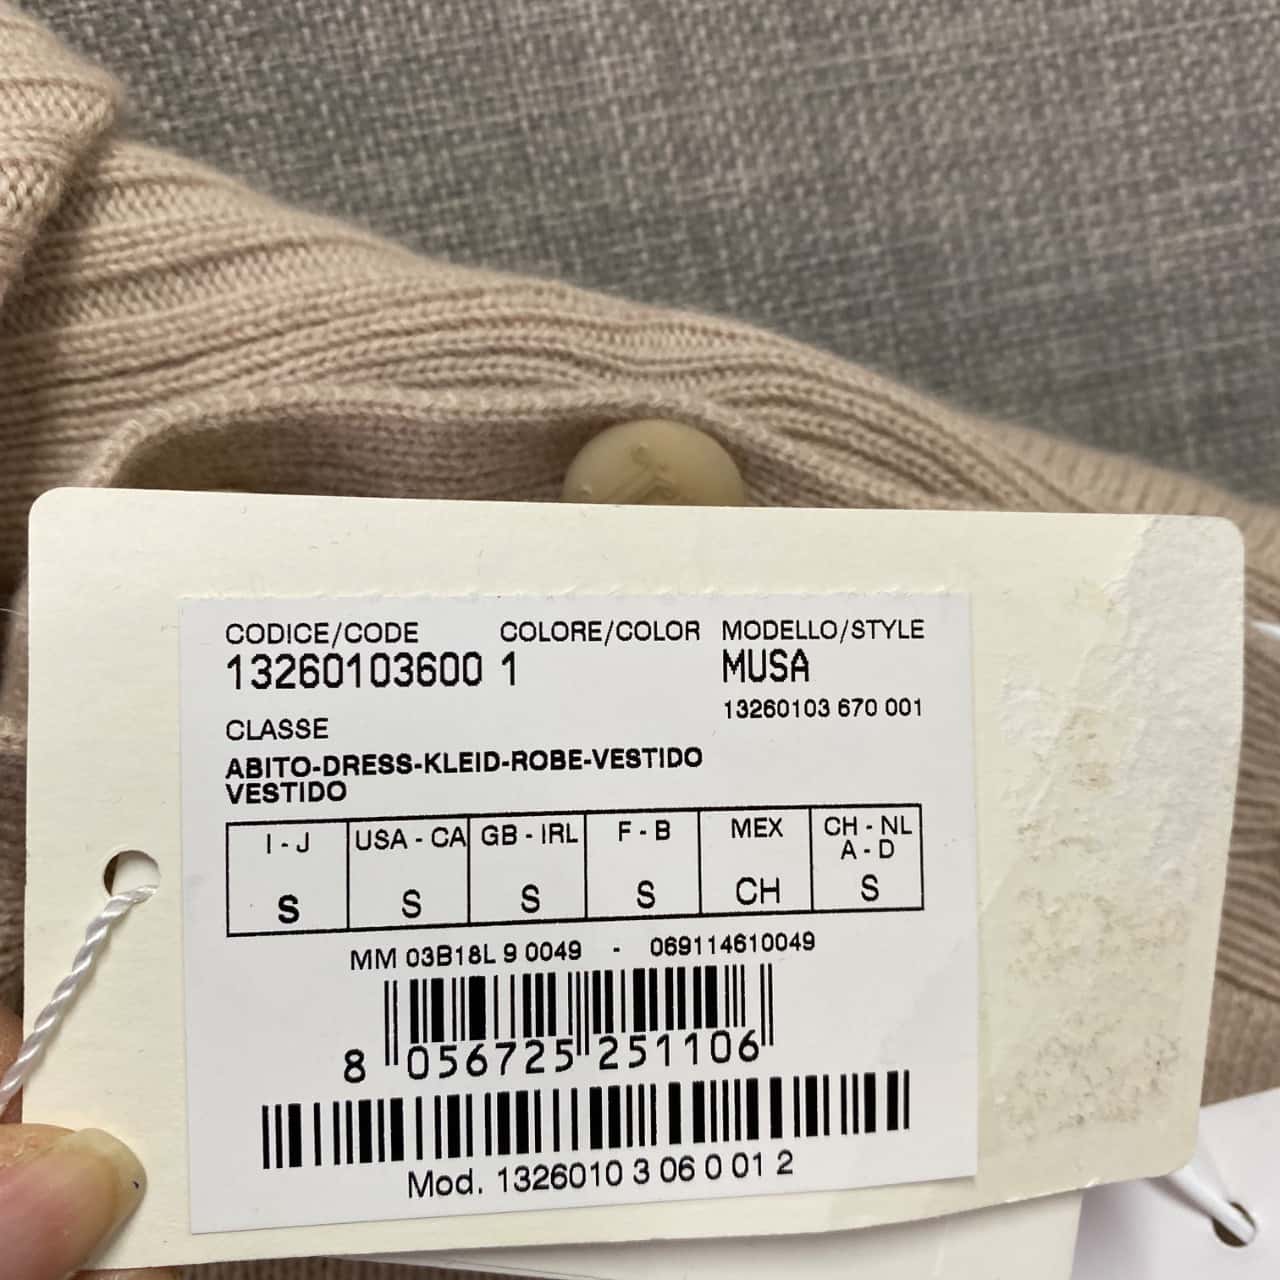 CODICE/CODE COLORE/COLOR MODELLO/STYLE
13260103600 1 MUSA
13260103 670 001
CLASSE
ABITO-DRESS-KLEID-ROBE-VESTIDO
VESTIDO
I - J USA - CA GB - IRL F - B MEX CH - NL
A - D
S S S S CH S
MM 03B18L 9 0049 - 069114610049
8 056725 251106
Mod. 1326010 3 06 0 01 2